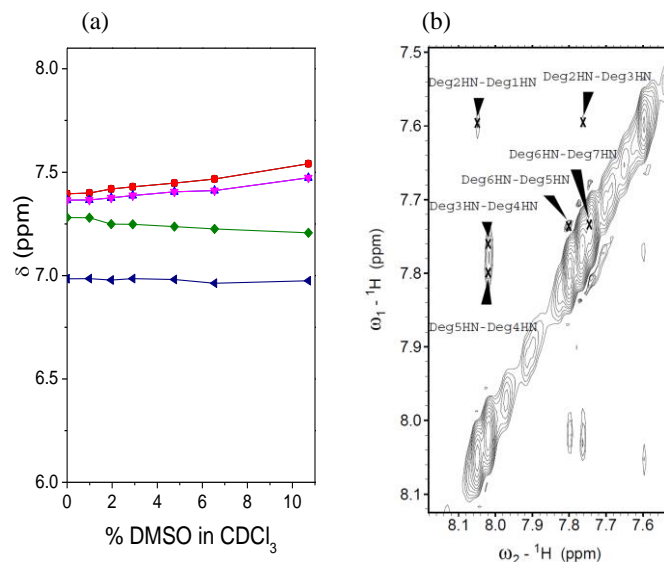 (a)
8.0
7.5
7.0
6.5
6.0
δ (ppm)
0 2 4 6 8 10
% DMSO in CDCl3
(b)
7.5
7.6
7.7
7.8
7.9
8.0
8.1
ω1 - 1H (ppm)
Deg2HN-Deg1HN
Deg2HN-Deg3HN
Deg6HN-Deg7HN
Deg6HN-Deg5HN
Deg3HN-Deg4HN
Deg5HN-Deg4HN
8.1 8.0 7.9 7.8 7.7 7.6
ω2 - 1H (ppm)